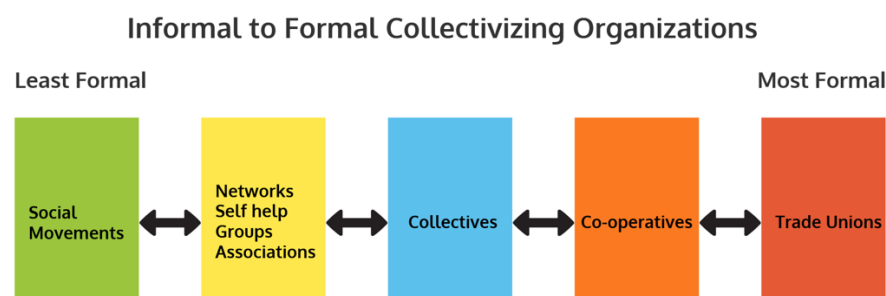 Informal to Formal Collectivizing Organizations
Least Formal
Most Formal
Social
Movements
Networks
Self help
Groups
Associations
Collectives
Co-operatives
Trade Unions